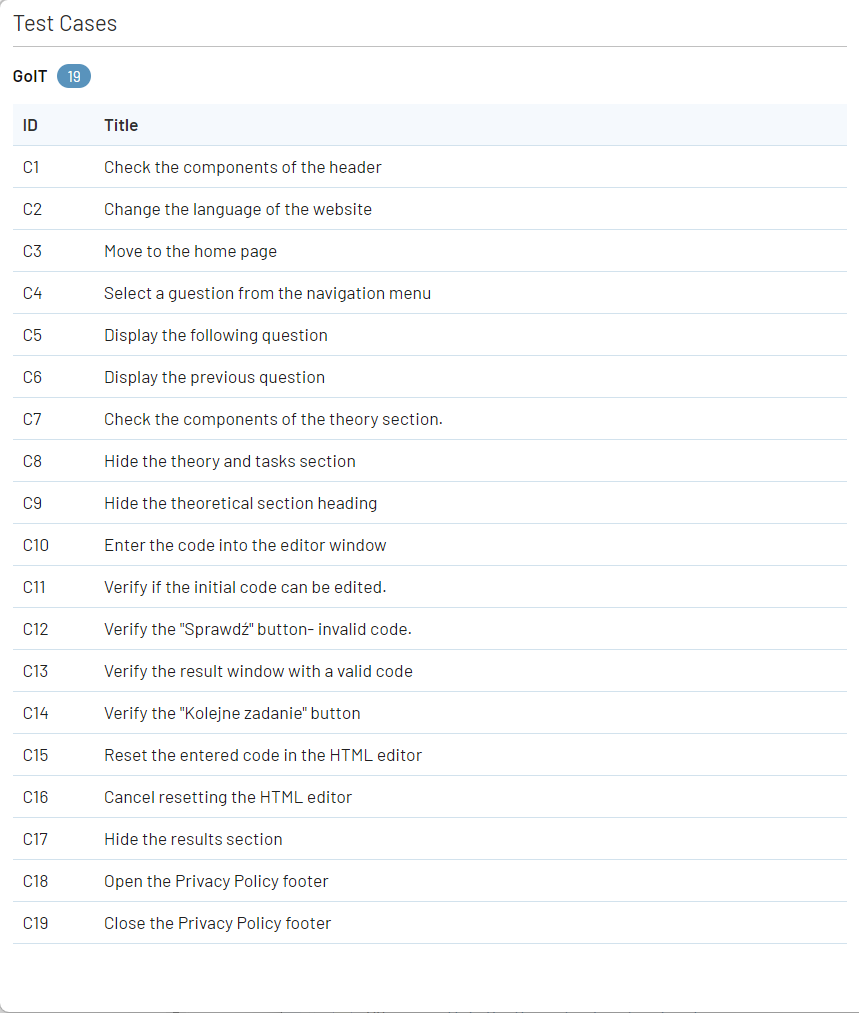 Test Cases
GoIT 19
ID Title
C1 Check the components of the header
C2 Change the language of the website
C3 Move to the home page
C4 Select a guestion from the navigation menu
C5 Display the following question
C6 Display the previous question
C7 Check the components of the theory section.
C8 Hide the theory and tasks section
C9 Hide the theoretical section heading
C10 Enter the code into the editor window
C11 Verify if the initial code can be edited.
C12 Verify the "Sprawdź" button- invalid code.
C13 Verify the result window with a valid code
C14 Verify the "Kolejne zadanie" button
C15 Reset the entered code in the HTML editor
C16 Cancel resetting the HTML editor
C17 Hide the results section
C18 Open the Privacy Policy footer
C19 Close the Privacy Policy footer